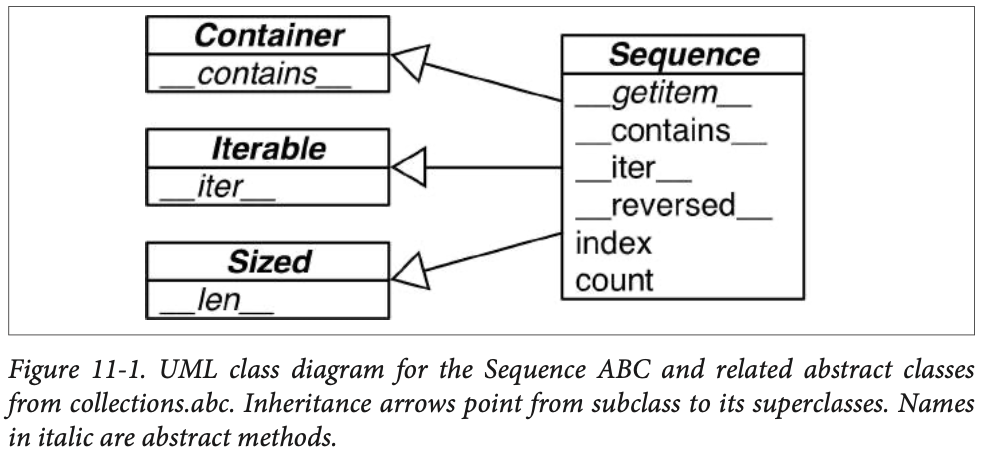 Container
__contains__
Iterable
__iter__
Sized
__len__
Sequence
__getitem__
__contains__
__iter__
__reversed__
index
count
Figure 11-1. UML class diagram for the Sequence ABC and related abstract classes
from collections.abc. Inheritance arrows point from subclass to its superclasses. Names
in italic are abstract methods.